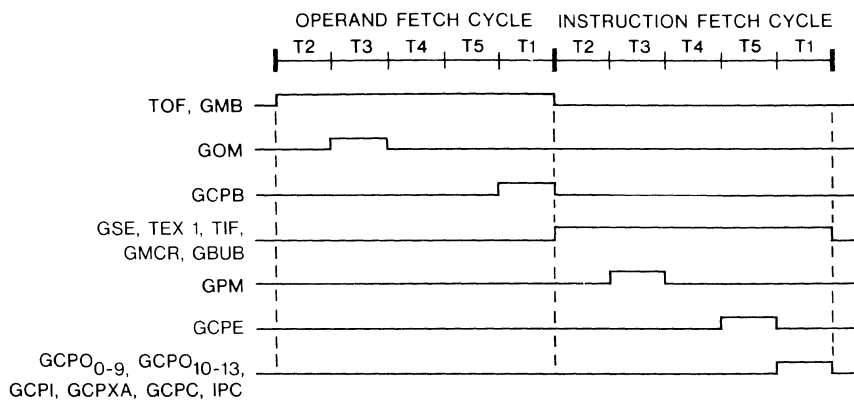 OPERAND FETCH CYCLE INSTRUCTION FETCH CYCLE
T2 T3 T4 T5 T1 T2 T3 T4 T5 T1
TOF, GMB
GOM
GCPB
GSE, TEX 1, TIF,
GMCR, GBUB
GPM
GCPE
GCPO0-9, GCPO10-13,
GCPI, GCPXA, GCPC, IPC